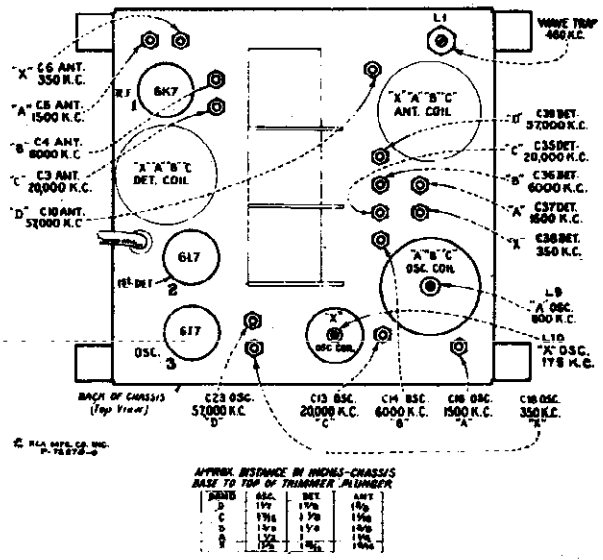 L1
WAVE TRAP
460 K.C.
"X" C6 ANT.
350 K.C.
"A" C5 ANT.
1500 K.C.
"B" C4 ANT.
6000 K.C.
"C" C3 ANT.
20,000 K.C.
"D" C10 ANT.
57,000 K.C.
R.F.
1
6K7
"X" "A" "B" "C"
DET. COIL
"X" "A" "B" "C"
ANT. COIL
"D" C39 DET.
57,000 K.C.
"C" C35 DET.
20,000 K.C.
"B" C36 DET.
6000 K.C.
"A" C37 DET.
1500 K.C.
"X" C38 DET.
350 K.C.
6L7
1ST DET.
2
"A" "B" "C"
OSC. COIL
L9
"A" OSC.
600 K.C.
L10
"X" OSC.
175 K.C.
6J7
OSC.
3
"X"
OSC. COIL
BACK OF CHASSIS
(Top View)
C23 OSC.
57,000 K.C.
"D"
C13 OSC.
20,000 K.C.
"C"
C14 OSC.
6000 K.C.
"B"
C16 OSC.
1500 K.C.
"A"
C18 OSC.
350 K.C.
"X"
RCA MFG. CO. INC.
APPROX. DISTANCE IN INCHES-CHASSIS
BASE TO TOP OF TRIMMER PLUNGER
BAND OSC. DET. ANT.
D
C
B
A
X